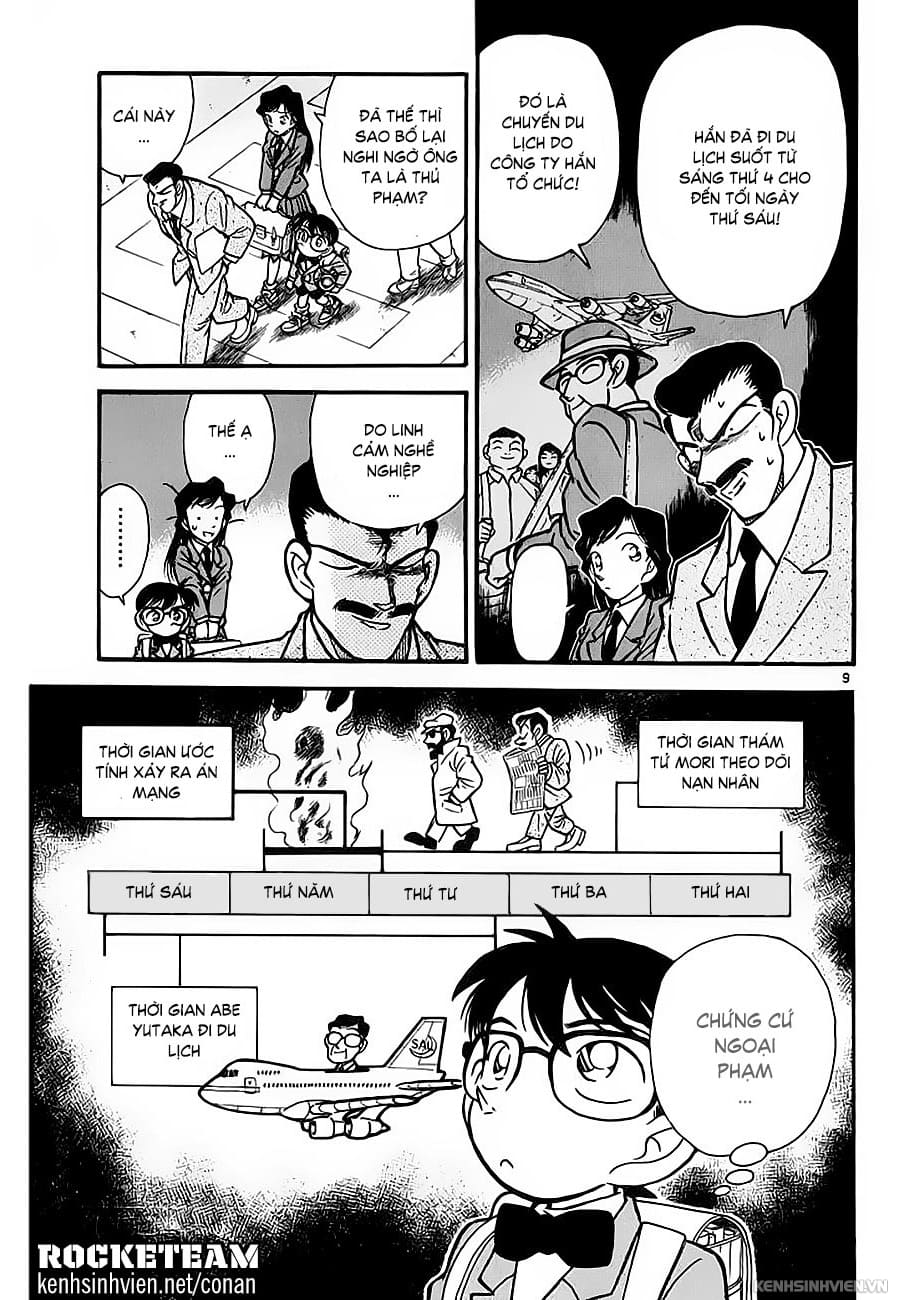 HẮN ĐÃ ĐI DU
LỊCH SUỐT TỪ
SÁNG THỨ 4 CHO
ĐẾN TỐI NGÀY
THỨ SÁU!
ĐÓ LÀ
CHUYẾN DU
LỊCH DO
CÔNG TY HẮN
TỔ CHỨC!
ĐÃ THẾ THÌ
SAO BỐ LẠI
NGHI NGỜ ÔNG
TA LÀ THỦ
PHẠM?
CÁI NÀY
...
DO LINH
CẢM NGHỀ
NGHIỆP
...
THẾ Ạ
...
.........
9
THỜI GIAN THÁM
TỬ MORI THEO DÕI
NẠN NHÂN
THỜI GIAN ƯỚC
TÍNH XẢY RA ÁN
MẠNG
THỨ SÁU THỨ NĂM THỨ TƯ THỨ BA THỨ HAI
THỜI GIAN ABE
YUTAKA ĐI DU
LỊCH
SAL
CHỨNG CỨ
NGOẠI
PHẠM
...
ROCKETEAM
kenhsinhvien.net/conan
KENHSINHVIEN.VN